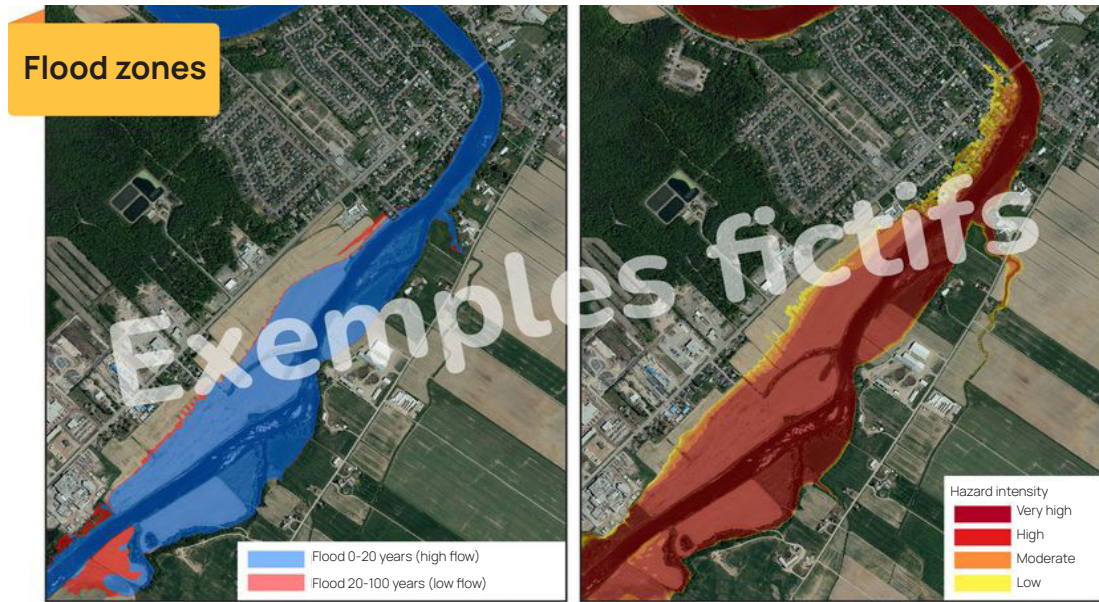 Flood zones
Exemples fictifs
Flood 0-20 years (high flow)
Flood 20-100 years (low flow)
Hazard intensity
Very high
High
Moderate
Low